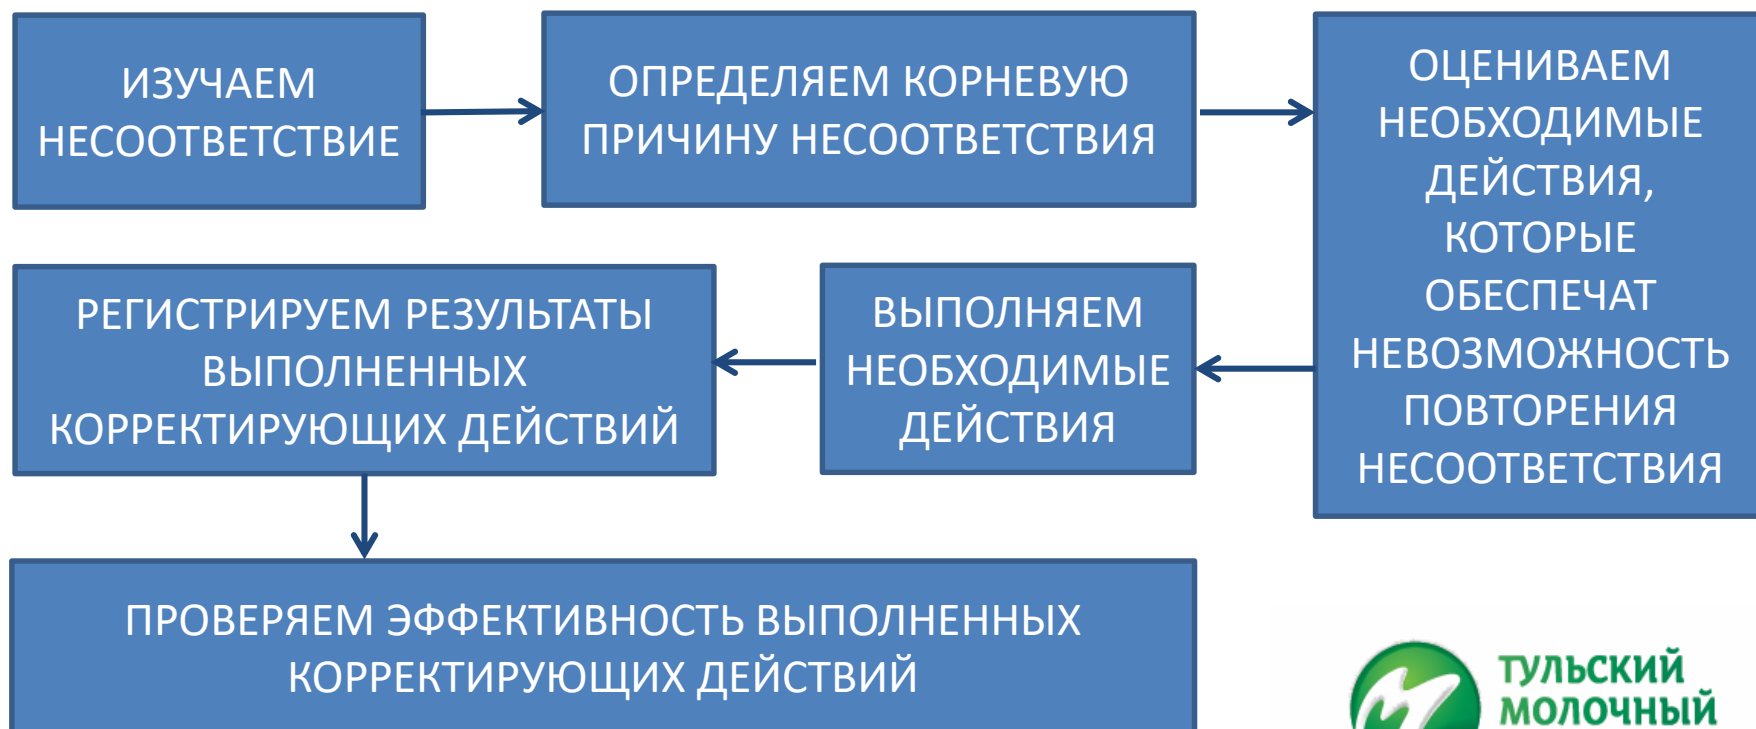 ИЗУЧАЕМ
НЕСООТВЕТСТВИЕ
ОПРЕДЕЛЯЕМ КОРНЕВУЮ
ПРИЧИНУ НЕСООТВЕТСТВИЯ
ОЦЕНИВАЕМ
НЕОБХОДИМЫЕ
ДЕЙСТВИЯ,
КОТОРЫЕ
ОБЕСПЕЧАТ
НЕВОЗМОЖНОСТЬ
ПОВТОРЕНИЯ
НЕСООТВЕТСТВИЯ
ВЫПОЛНЯЕМ
НЕОБХОДИМЫЕ
ДЕЙСТВИЯ
РЕГИСТРИРУЕМ РЕЗУЛЬТАТЫ
ВЫПОЛНЕННЫХ
КОРРЕКТИРУЮЩИХ ДЕЙСТВИЙ
ПРОВЕРЯЕМ ЭФФЕКТИВНОСТЬ ВЫПОЛНЕННЫХ
КОРРЕКТИРУЮЩИХ ДЕЙСТВИЙ
ТУЛЬСКИЙ
МОЛОЧНЫЙ